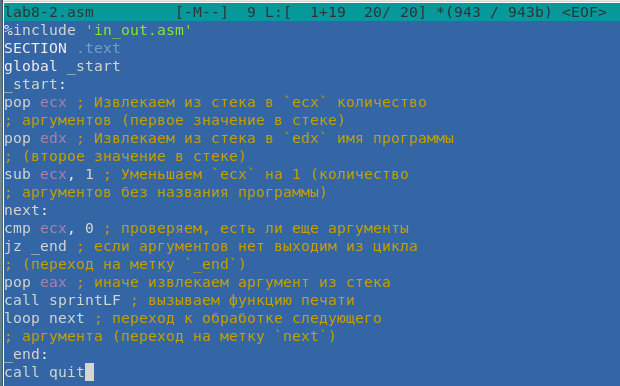 lab8-2.asm [-M--] 9 L:[ 1+19 20/ 20] *(943 / 943b) <EOF>
%include 'in_out.asm'
SECTION .text
global _start
_start:
pop ecx ; Извлекаем из стека в `ecx` количество
; аргументов (первое значение в стеке)
pop edx ; Извлекаем из стека в `edx` имя программы
; (второе значение в стеке)
sub ecx, 1 ; Уменьшаем `ecx` на 1 (количество
; аргументов без названия программы)
next:
cmp ecx, 0 ; проверяем, есть ли еще аргументы
jz _end ; если аргументов нет выходим из цикла
; (переход на метку `_end`)
pop eax ; иначе извлекаем аргумент из стека
call sprintLF ; вызываем функцию печати
loop next ; переход к обработке следующего
; аргумента (переход на метку `next`)
_end:
call quit